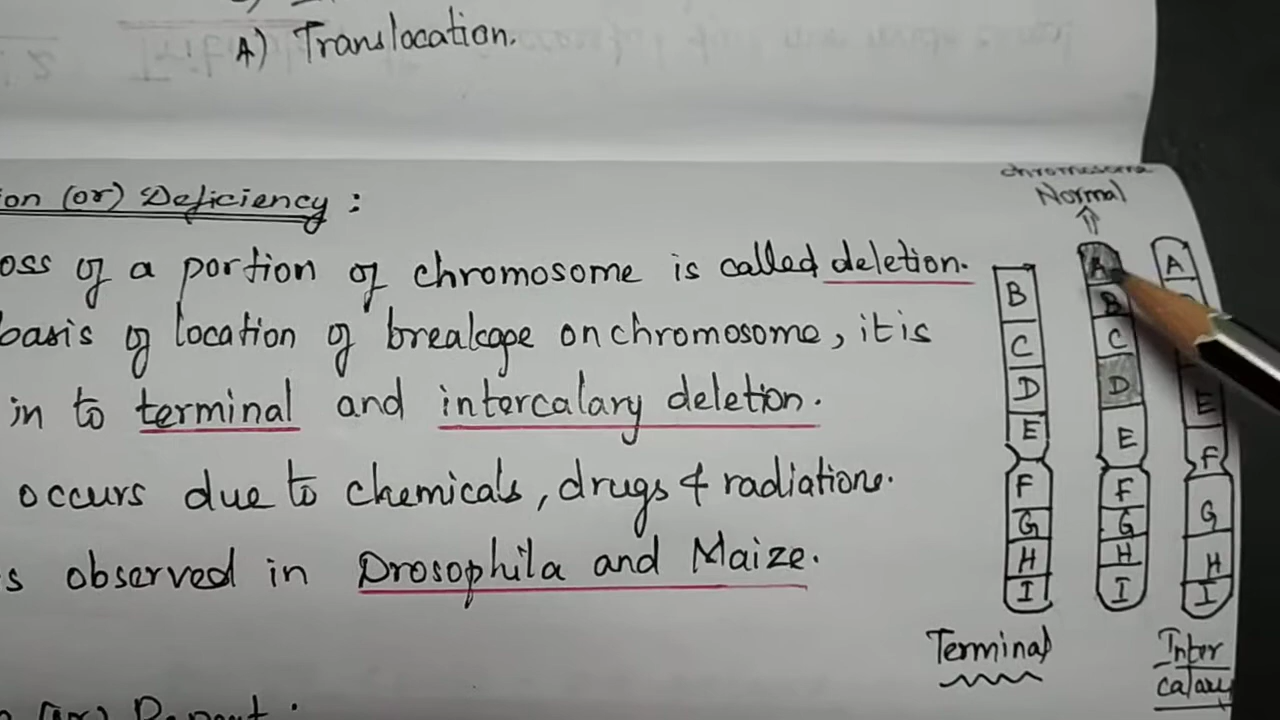 A) Translocation.
ion (or) Deficiency :
oss of a portion of chromosome is called deletion.
basis of location of breakage on chromosome, it is
in to terminal and intercalary deletion.
occurs due to chemicals, drugs & radiations.
s observed in Drosophila and Maize.
chromosome
Normal
B
C
D
E
F
G
H
I
Terminal
A
B
C
D
E
F
G
H
I
A
E
F
G
H
I
Inter
calary